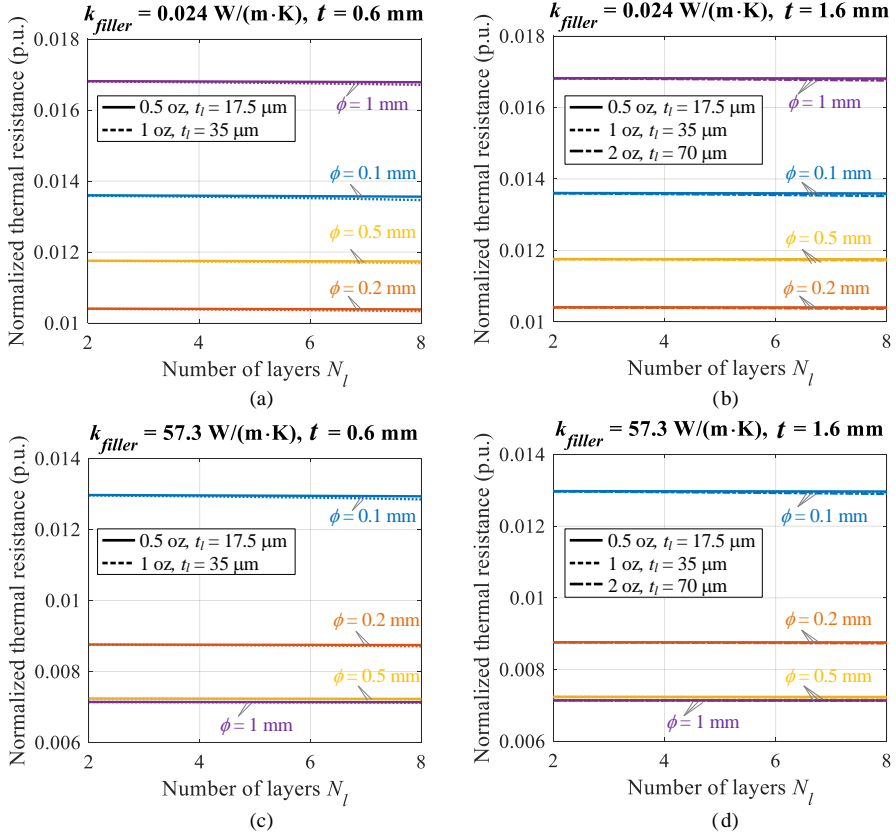 k_filler = 0.024 W/(m·K), t = 0.6 mm
Normalized thermal resistance (p.u.)
0.018
0.016
0.014
0.012
0.01
ϕ = 1 mm
0.5 oz, t_l = 17.5 μm
1 oz, t_l = 35 μm
ϕ = 0.1 mm
ϕ = 0.5 mm
ϕ = 0.2 mm
2 4 6 8
Number of layers N_l
(a)
k_filler = 0.024 W/(m·K), t = 1.6 mm
Normalized thermal resistance (p.u.)
0.018
0.016
0.014
0.012
0.01
ϕ = 1 mm
0.5 oz, t_l = 17.5 μm
1 oz, t_l = 35 μm
2 oz, t_l = 70 μm
ϕ = 0.1 mm
ϕ = 0.5 mm
ϕ = 0.2 mm
2 4 6 8
Number of layers N_l
(b)
k_filler = 57.3 W/(m·K), t = 0.6 mm
Normalized thermal resistance (p.u.)
0.014
0.012
0.01
0.008
0.006
ϕ = 0.1 mm
0.5 oz, t_l = 17.5 μm
1 oz, t_l = 35 μm
ϕ = 0.2 mm
ϕ = 0.5 mm
ϕ = 1 mm
2 4 6 8
Number of layers N_l
(c)
k_filler = 57.3 W/(m·K), t = 1.6 mm
Normalized thermal resistance (p.u.)
0.014
0.012
0.01
0.008
0.006
ϕ = 0.1 mm
0.5 oz, t_l = 17.5 μm
1 oz, t_l = 35 μm
2 oz, t_l = 70 μm
ϕ = 0.2 mm
ϕ = 0.5 mm
ϕ = 1 mm
2 4 6 8
Number of layers N_l
(d)